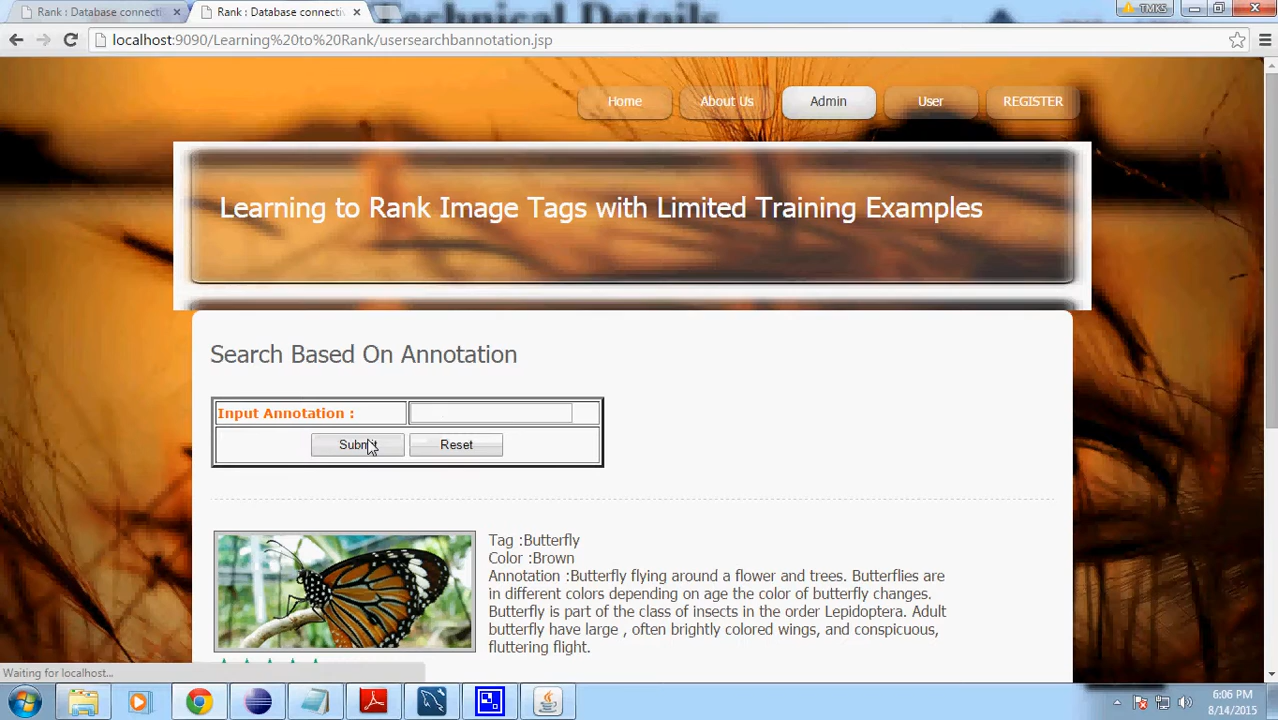 Technical Details
Rank : Database connecti
Rank : Database connecti
TMKS
localhost:9090/Learning%20to%20Rank/usersearchbannotation.jsp
Home
About Us
Admin
User
REGISTER
Learning to Rank Image Tags with Limited Training Examples
Search Based On Annotation
Input Annotation :
Submit
Reset
Tag :Butterfly
Color :Brown
Annotation :Butterfly flying around a flower and trees. Butterflies are
in different colors depending on age the color of butterfly changes.
Butterfly is part of the class of insects in the order Lepidoptera. Adult
butterfly have large , often brightly colored wings, and conspicuous,
fluttering flight.
Waiting for localhost...
6:06 PM
8/14/2015